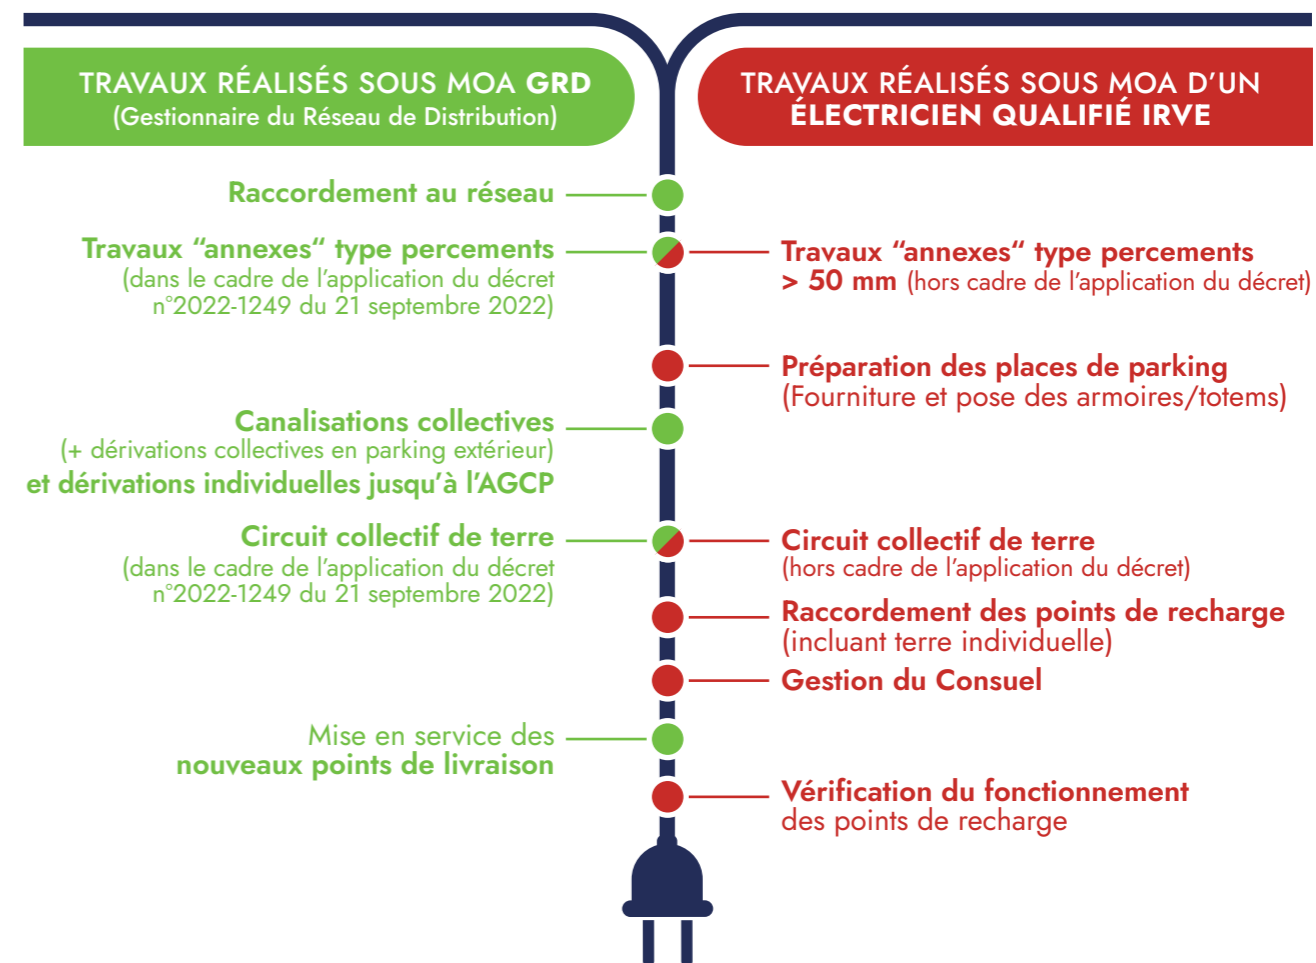 TRAVAUX RÉALISÉS SOUS MOA GRD
(Gestionnaire du Réseau de Distribution)
TRAVAUX RÉALISÉS SOUS MOA D'UN
ÉLECTRICIEN QUALIFIÉ IRVE
Raccordement au réseau
Travaux “annexes“ type percements
(dans le cadre de l'application du décret
n°2022-1249 du 21 septembre 2022)
Travaux “annexes“ type percements
> 50 mm (hors cadre de l'application du décret)
Préparation des places de parking
(Fourniture et pose des armoires/totems)
Canalisations collectives
(+ dérivations collectives en parking extérieur)
et dérivations individuelles jusqu'à l'AGCP
Circuit collectif de terre
(dans le cadre de l'application du décret
n°2022-1249 du 21 septembre 2022)
Circuit collectif de terre
(hors cadre de l'application du décret)
Raccordement des points de recharge
(incluant terre individuelle)
Gestion du Consuel
Mise en service des
nouveaux points de livraison
Vérification du fonctionnement
des points de recharge